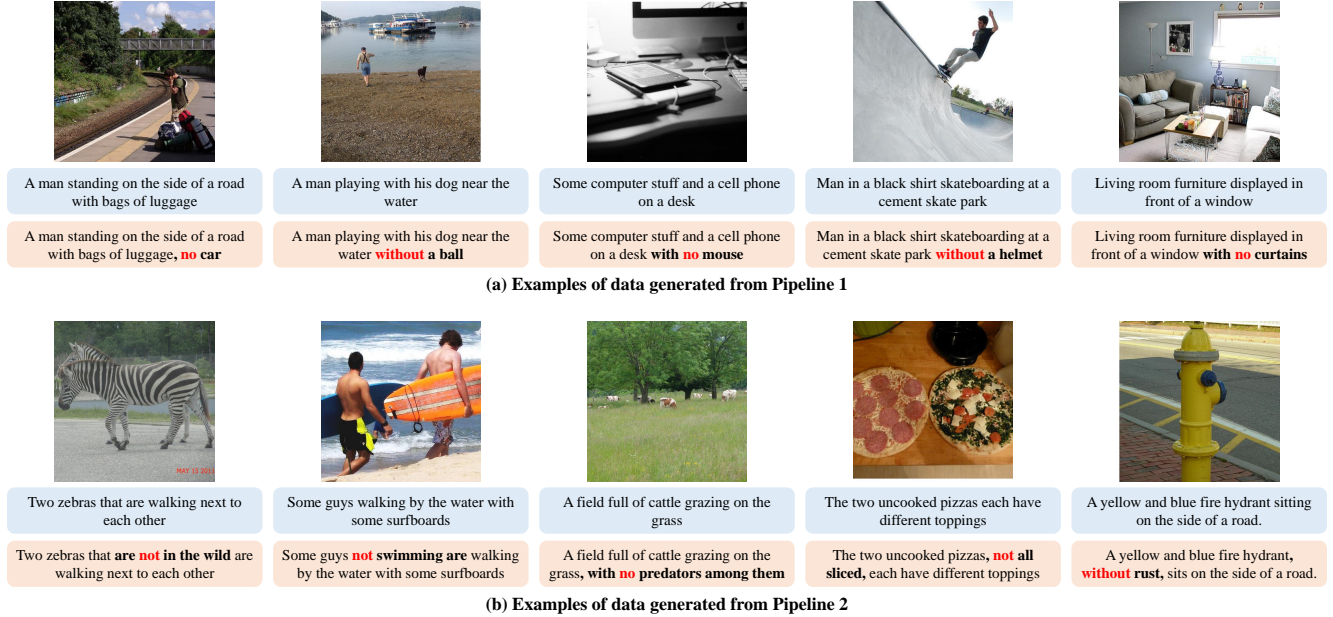 A man standing on the side of a road
with bags of luggage
A man playing with his dog near the
water
Some computer stuff and a cell phone
on a desk
Man in a black shirt skateboarding at a
cement skate park
Living room furniture displayed in
front of a window
A man standing on the side of a road
with bags of luggage, no car
A man playing with his dog near the
water without a ball
Some computer stuff and a cell phone
on a desk with no mouse
Man in a black shirt skateboarding at a
cement skate park without a helmet
Living room furniture displayed in
front of a window with no curtains
(a) Examples of data generated from Pipeline 1
Two zebras that are walking next to
each other
Some guys walking by the water with
some surfboards
A field full of cattle grazing on the
grass
The two uncooked pizzas each have
different toppings
A yellow and blue fire hydrant sitting
on the side of a road.
Two zebras that are not in the wild are
walking next to each other
Some guys not swimming are walking
by the water with some surfboards
A field full of cattle grazing on the
grass, with no predators among them
The two uncooked pizzas, not all
sliced, each have different toppings
A yellow and blue fire hydrant,
without rust, sits on the side of a road.
(b) Examples of data generated from Pipeline 2